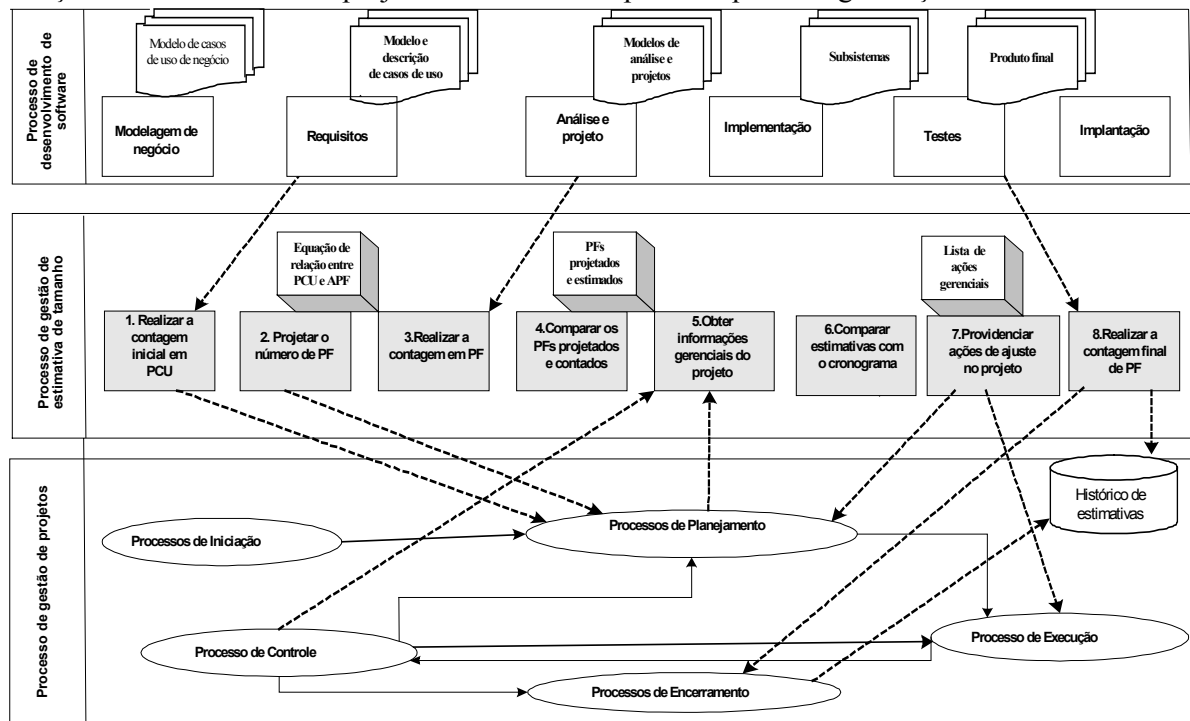 Processo de
desenvolvimento de
software
Modelo de casos
de uso de negócio
Modelagem de
negócio
Modelo e
descrição
de casos de uso
Requisitos
Modelos de
análise e
projetos
Análise e
projeto
Implementação
Subsistemas
Testes
Produto final
Implantação
Processo de gestão de
estimativa de tamanho
1. Realizar a
contagem
inicial em
PCU
2. Projetar o
número de PF
Equação de
relação entre
PCU e APF
3.Realizar a
contagem em PF
PFs
projetados
e estimados
4.Comparar os
PFs projetados
e contados
5.Obter
informações
gerenciais do
projeto
6.Comparar
estimativas com
o cronograma
Lista de
ações
gerenciais
7.Providenciar
ações de ajuste
no projeto
8.Realizar a
contagem final
de PF
Processo de gestão de projetos
Processos de Iniciação
Processos de Planejamento
Histórico de
estimativas
Processo de Controle
Processo de Execução
Processos de Encerramento